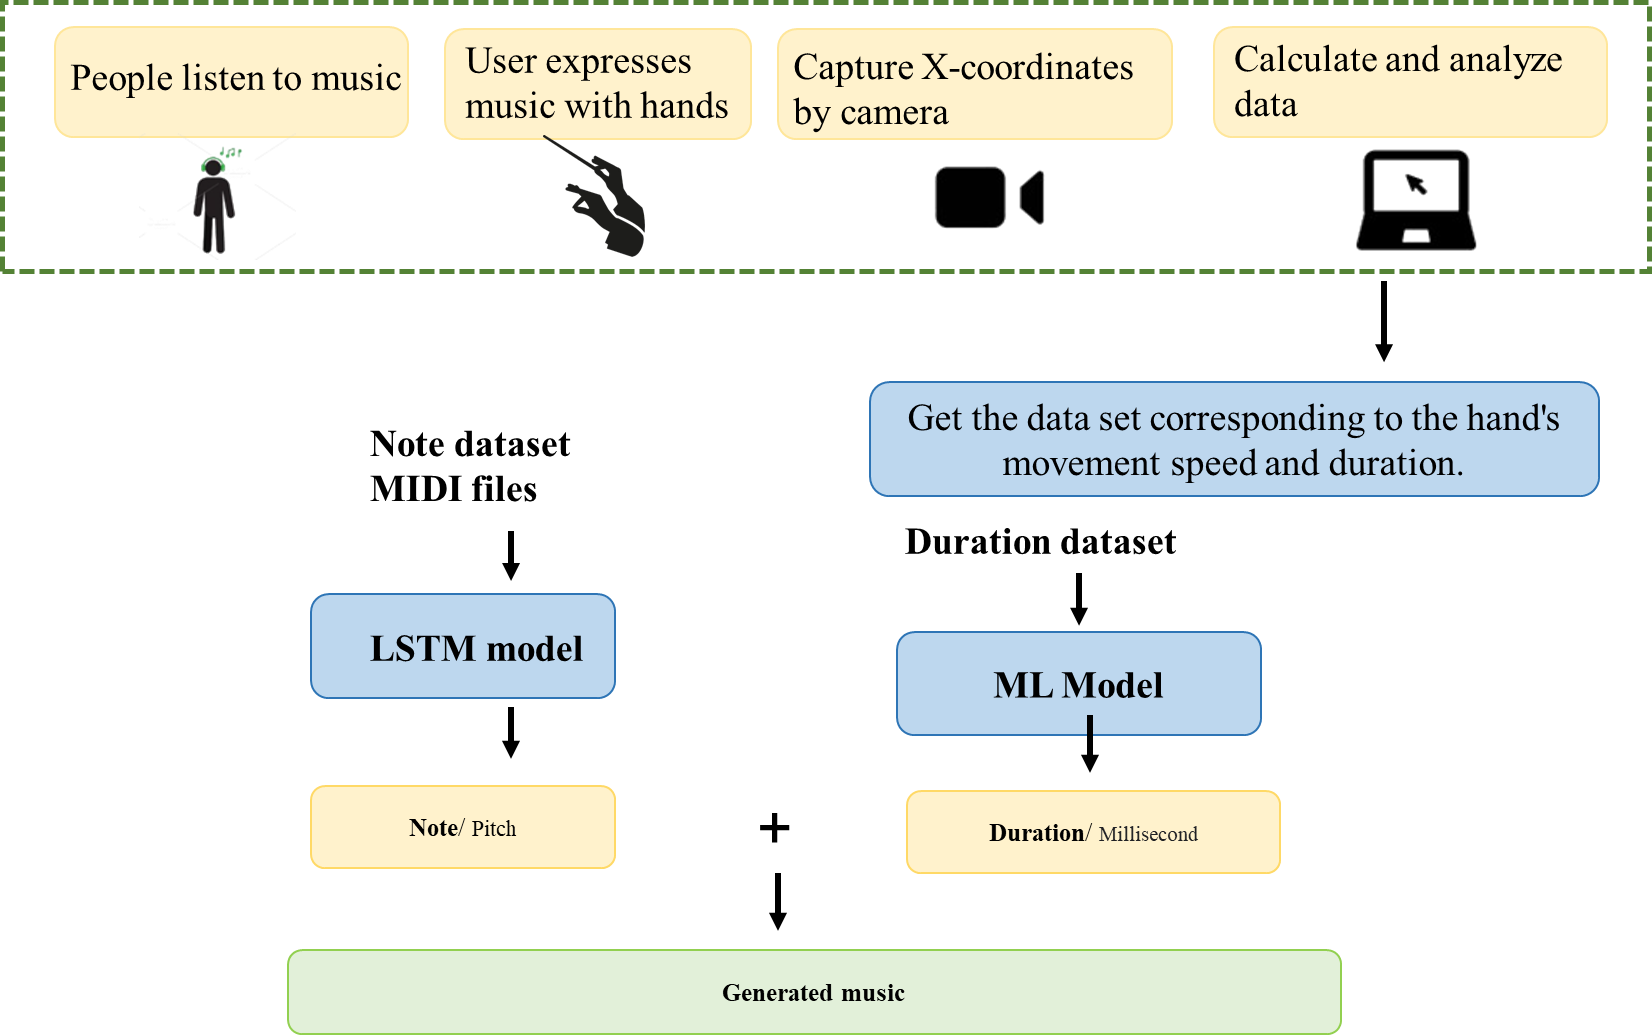 People listen to music
User expresses
music with hands
Capture X-coordinates
by camera
Calculate and analyze
data
Get the data set corresponding to the hand's
movement speed and duration.
Note dataset
MIDI files
Duration dataset
LSTM model
ML Model
Note/ Pitch
+
Duration/ Millisecond
Generated music